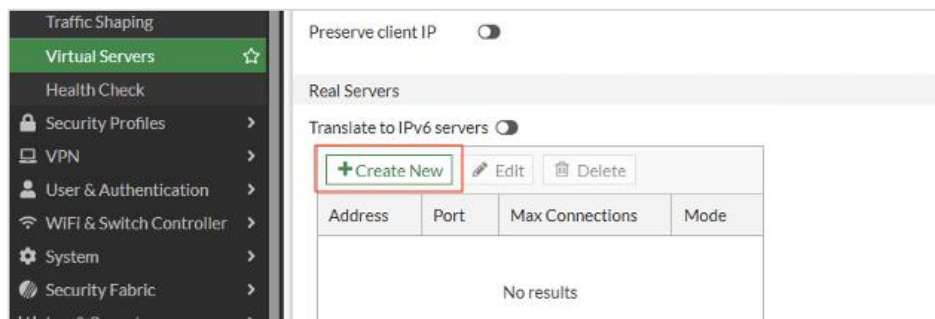 Traffic Shaping
Virtual Servers
Health Check
Security Profiles
VPN
User & Authentication
WiFi & Switch Controller
System
Security Fabric
Preserve client IP
Real Servers
Translate to IPv6 servers
+Create New Edit Delete
Address Port Max Connections Mode
No results